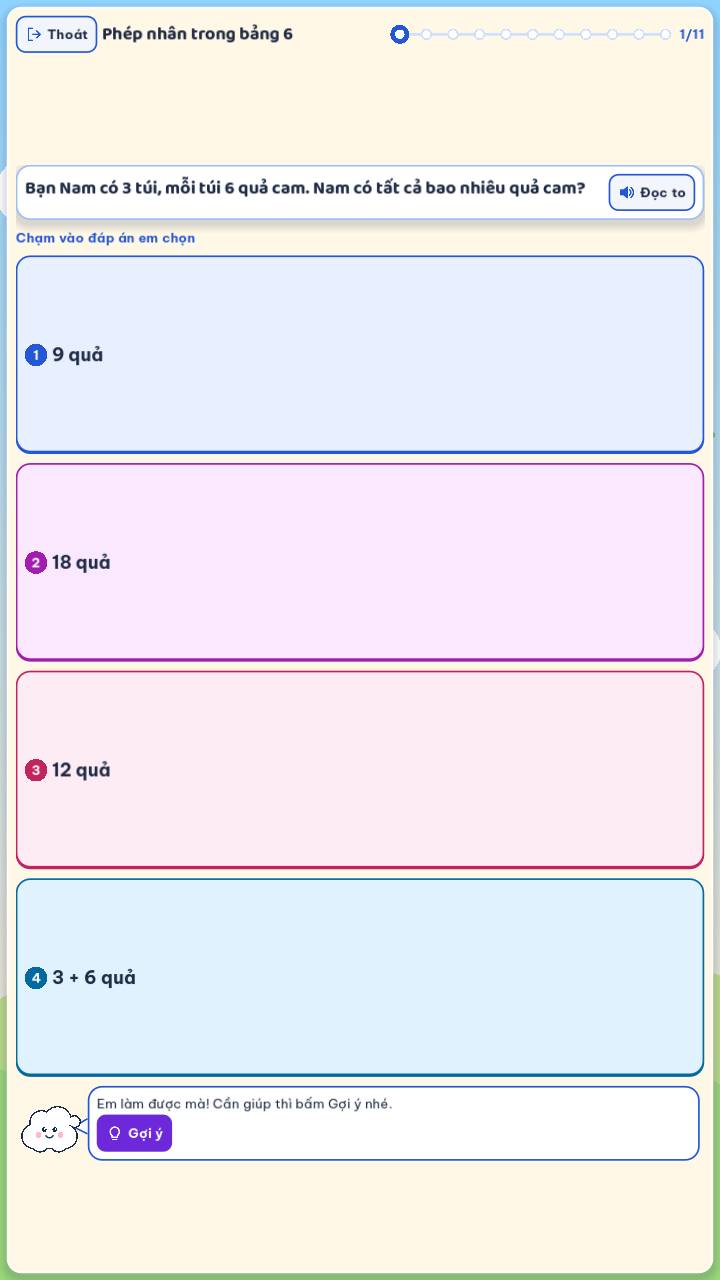 Thoát
Phép nhân trong bảng 6
1/11
Bạn Nam có 3 túi, mỗi túi 6 quả cam. Nam có tất cả bao nhiêu quả cam?
Đọc to
Chạm vào đáp án em chọn
1 9 quả
2 18 quả
3 12 quả
4 3 + 6 quả
Em làm được mà! Cần giúp thì bấm Gợi ý nhé.
Gợi ý